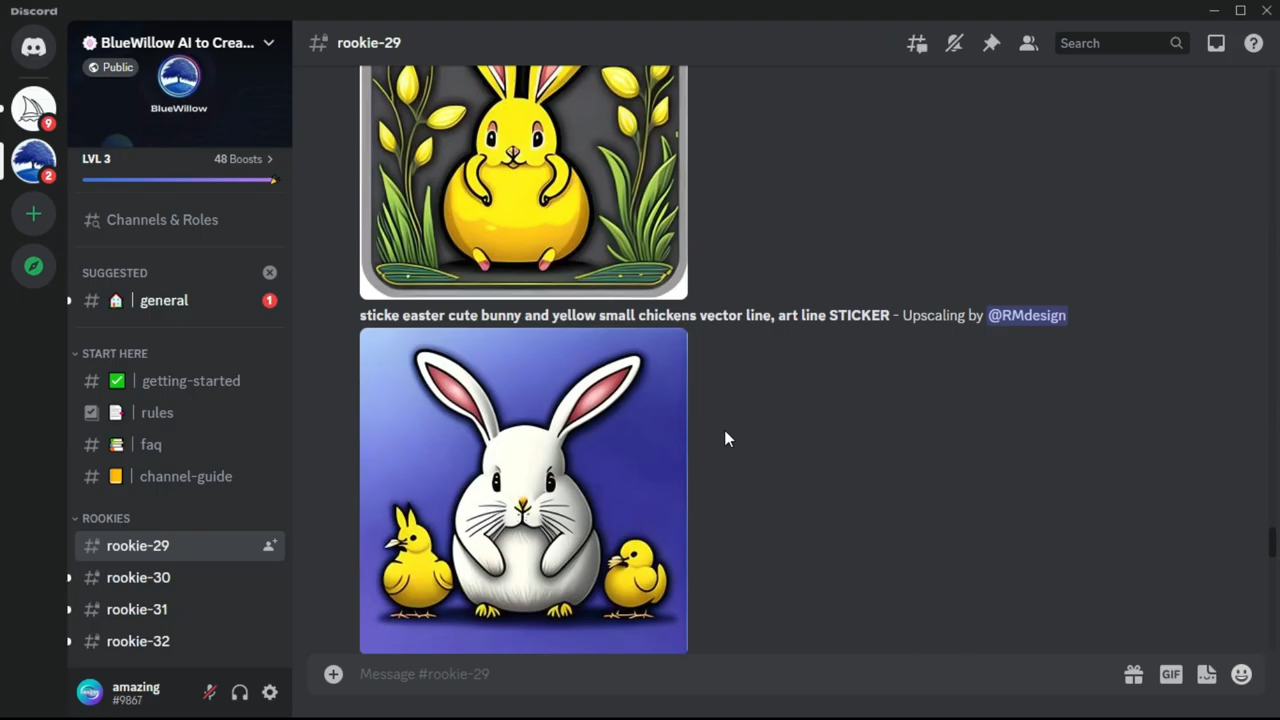 Discord
BlueWillow AI to Crea...
Public
BlueWillow
LVL 3
48 Boosts
Channels & Roles
SUGGESTED
general
1
START HERE
getting-started
rules
faq
channel-guide
ROOKIES
rookie-29
rookie-30
rookie-31
rookie-32
amazing
#9867
9
2
rookie-29
Search
sticke easter cute bunny and yellow small chickens vector line, art line STICKER - Upscaling by @RMdesign
Message #rookie-29
GIF